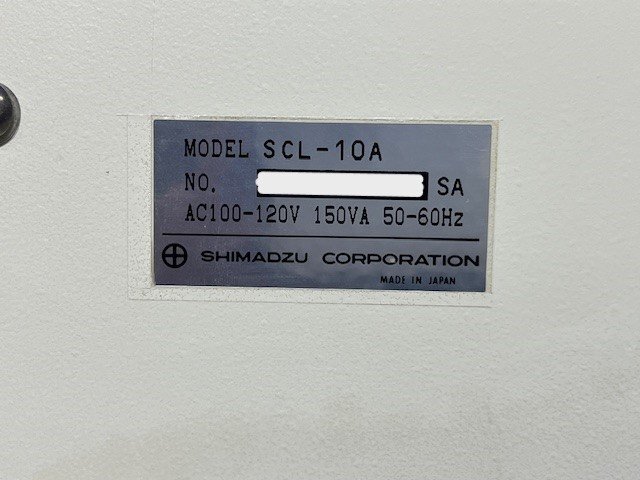 MODEL SCL-10A
NO. SA
AC100-120V 150VA 50-60Hz
SHIMADZU CORPORATION
MADE IN JAPAN